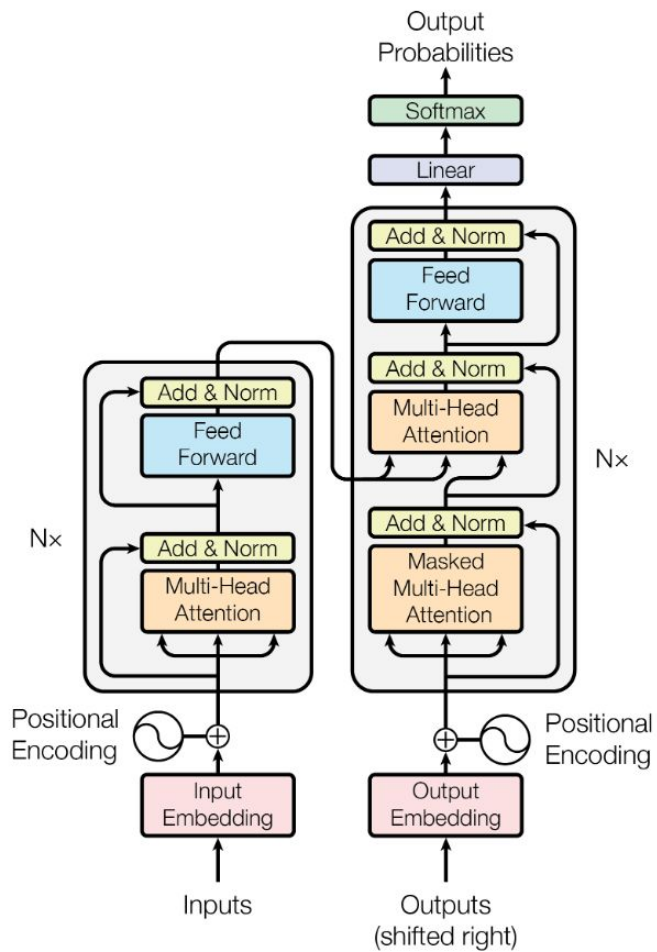 Output
Probabilities
Softmax
Linear
Add & Norm
Feed
Forward
Add & Norm
Multi-Head
Attention
Add & Norm
Masked
Multi-Head
Attention
Nx
Add & Norm
Feed
Forward
Add & Norm
Multi-Head
Attention
Nx
Positional
Encoding
Input
Embedding
Inputs
Positional
Encoding
Output
Embedding
Outputs
(shifted right)